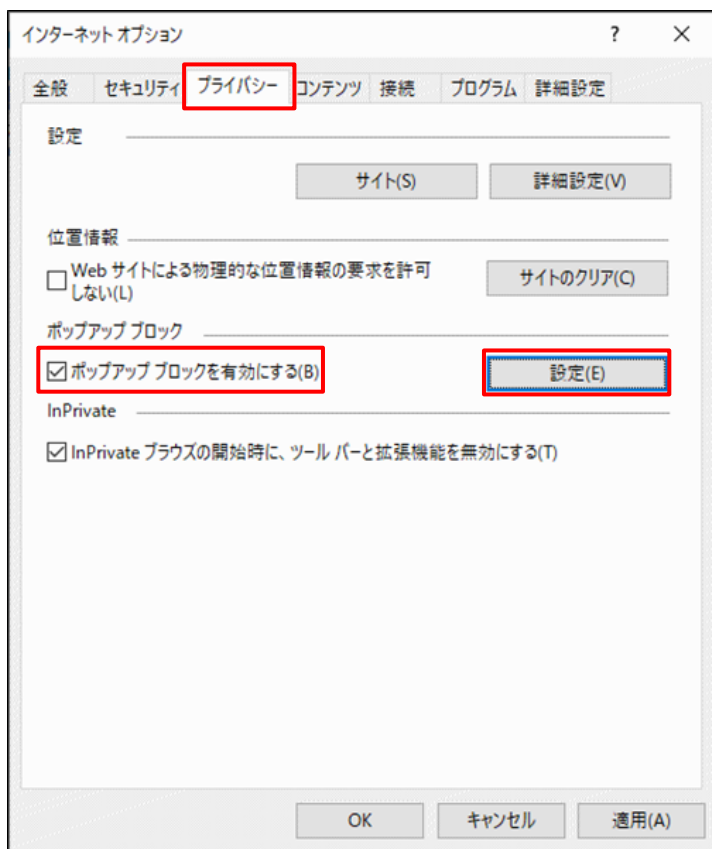 インターネット オプション ?
全般 セキュリティ プライバシー コンテンツ 接続 プログラム 詳細設定
設定
サイト(S) 詳細設定(V)
位置情報
Web サイトによる物理的な位置情報の要求を許可
しない(L)
サイトのクリア(C)
ポップアップ ブロック
ポップアップ ブロックを有効にする(B) 設定(E)
InPrivate
InPrivate ブラウズの開始時に、ツール バーと拡張機能を無効にする(T)
OK キャンセル 適用(A)